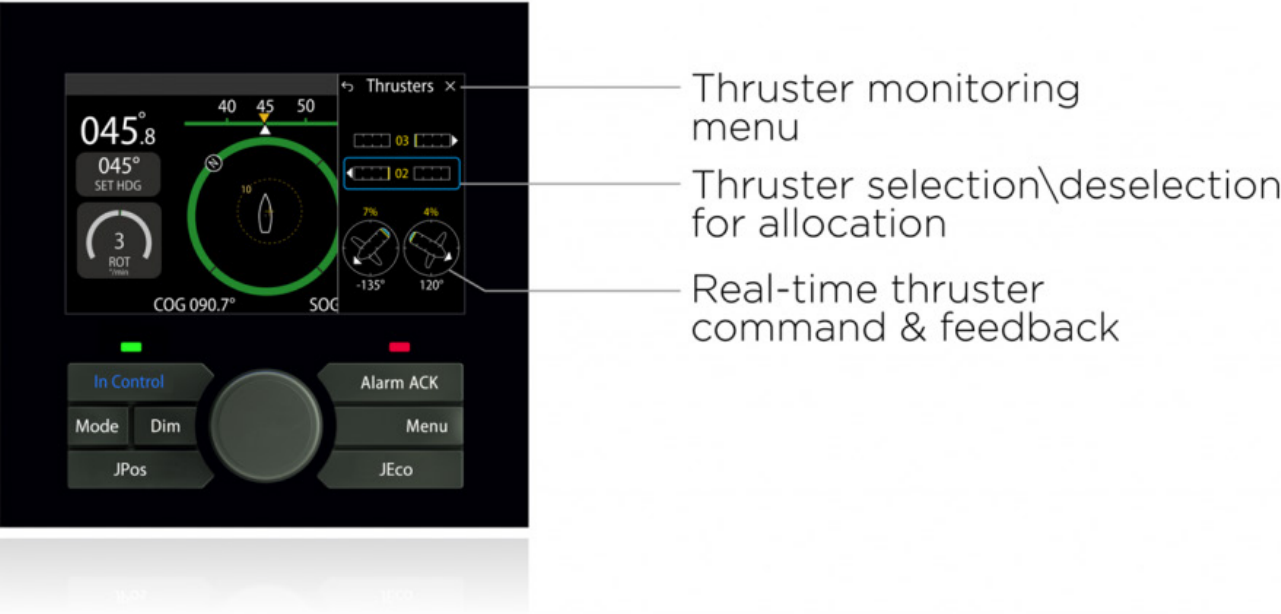 Thrusters ×
40 45 50
045°.8
03
045°
SET HDG
02
10
N
7% 4%
3
ROT
°/min
-135° 120°
COG 090.7° SOG
In Control
Alarm ACK
Mode
Dim
Menu
JPos
JEco
Thruster monitoring
menu
Thruster selection\deselection
for allocation
Real-time thruster
command & feedback